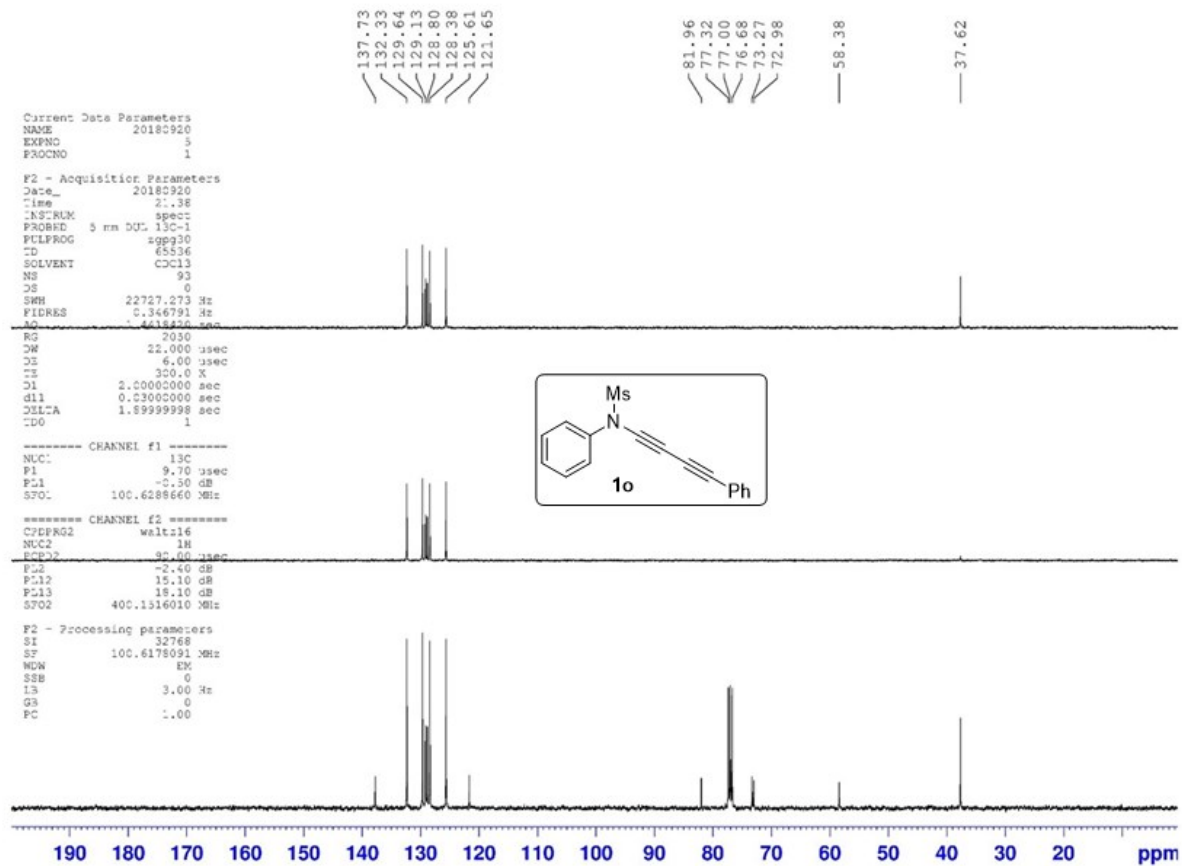 137.73
132.33
129.64
129.13
128.80
128.38
125.61
121.65
81.96
77.32
77.00
76.68
73.27
72.98
58.38
37.62
Current Data Parameters
NAME 20180920
EXPNO 5
PROCNO 1
F2 - Acquisition Parameters
Date_ 20180920
Time 21.38
INSTRUM spect
PROBHD 5 mm DUL 13C-1
PULPROG zgpg30
TD 65536
SOLVENT CDCl3
NS 93
DS 0
SWH 22727.273 Hz
FIDRES 0.346791 Hz
AQ sec
RG 2050
DW 22.000 usec
DE 6.00 usec
TE 300.0 K
D1 2.00000000 sec
d11 0.03000000 sec
DELTA 1.89999998 sec
TD0 1
======== CHANNEL f1 ========
NUC1 13C
P1 9.70 usec
PL1 -0.50 dB
SFO1 100.6288660 MHz
======== CHANNEL f2 ========
CPDPRG2 waltz16
NUC2 1H
PCPD2 90.00 usec
PL2 -2.40 dB
PL12 15.10 dB
PL13 18.10 dB
SFO2 400.1516010 MHz
F2 - Processing parameters
SI 32768
SF 100.6178091 MHz
WDW EM
SSB 0
LB 3.00 Hz
GB 0
PC 1.00
Ms
N
1o
Ph
190 180 170 160 150 140 130 120 110 100 90 80 70 60 50 40 30 20 ppm